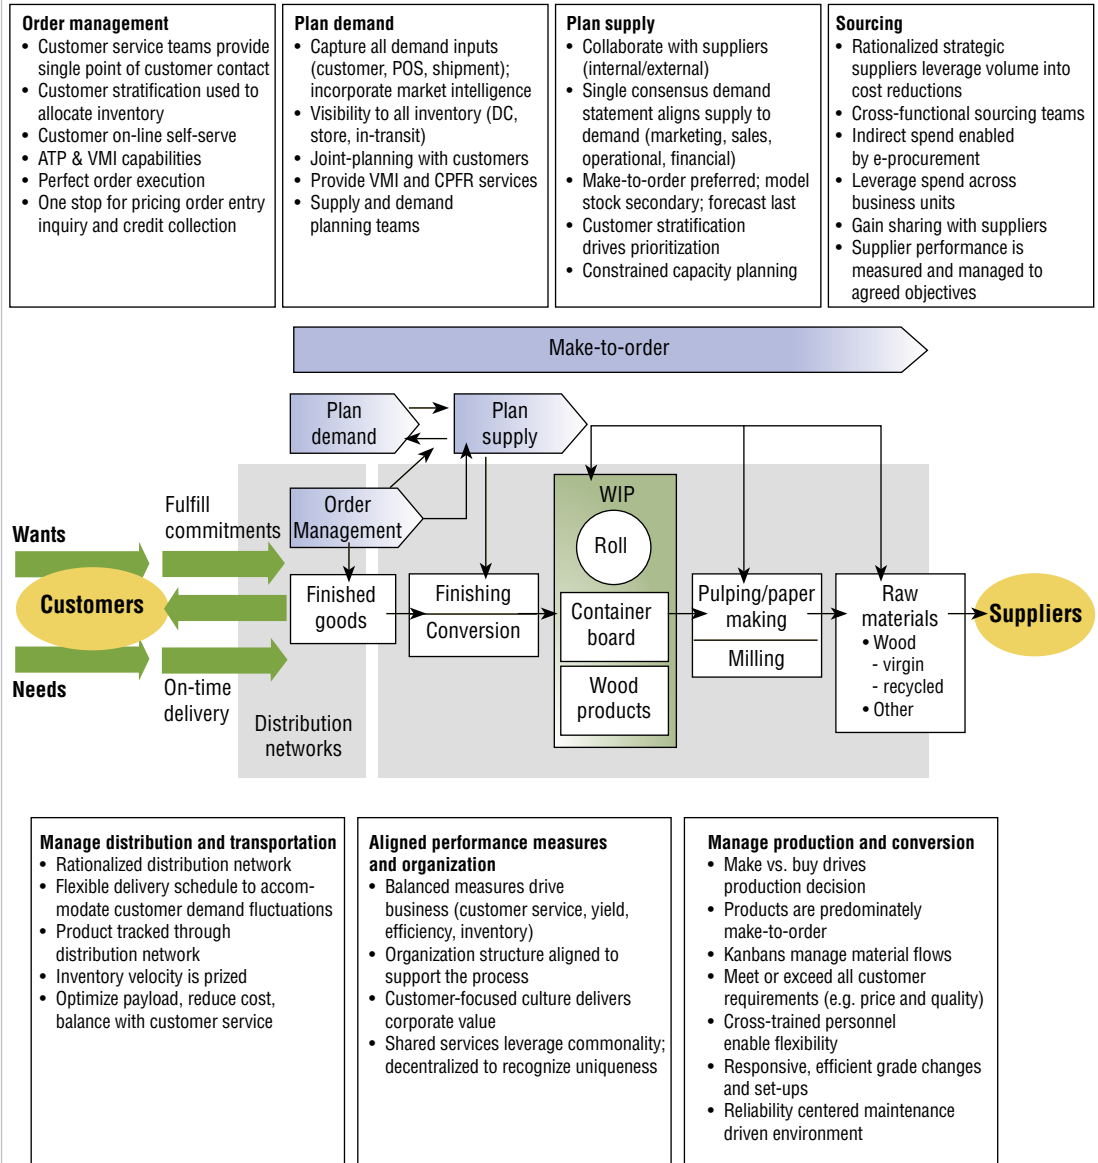 Order management
• Customer service teams provide
single point of customer contact
• Customer stratification used to
allocate inventory
• Customer on-line self-serve
• ATP & VMI capabilities
• Perfect order execution
• One stop for pricing order entry
inquiry and credit collection
Plan demand
• Capture all demand inputs
(customer, POS, shipment);
incorporate market intelligence
• Visibility to all inventory (DC,
store, in-transit)
• Joint-planning with customers
• Provide VMI and CPFR services
• Supply and demand
planning teams
Plan supply
• Collaborate with suppliers
(internal/external)
• Single consensus demand
statement aligns supply to
demand (marketing, sales,
operational, financial)
• Make-to-order preferred; model
stock secondary; forecast last
• Customer stratification
drives prioritization
• Constrained capacity planning
Sourcing
• Rationalized strategic
suppliers leverage volume into
cost reductions
• Cross-functional sourcing teams
• Indirect spend enabled
by e-procurement
• Leverage spend across
business units
• Gain sharing with suppliers
• Supplier performance is
measured and managed to
agreed objectives
Make-to-order
Plan
demand
Plan
supply
Order
Management
Fulfill
commitments
Wants
Customers
Needs
On-time
delivery
Distribution
networks
Finished
goods
Finishing
Conversion
WIP
Roll
Container
board
Wood
products
Pulping/paper
making
Milling
Raw
materials
• Wood
- virgin
- recycled
• Other
Suppliers
Manage distribution and transportation
• Rationalized distribution network
• Flexible delivery schedule to accom-
modate customer demand fluctuations
• Product tracked through
distribution network
• Inventory velocity is prized
• Optimize payload, reduce cost,
balance with customer service
Aligned performance measures
and organization
• Balanced measures drive
business (customer service, yield,
efficiency, inventory)
• Organization structure aligned to
support the process
• Customer-focused culture delivers
corporate value
• Shared services leverage commonality;
decentralized to recognize uniqueness
Manage production and conversion
• Make vs. buy drives
production decision
• Products are predominately
make-to-order
• Kanbans manage material flows
• Meet or exceed all customer
requirements (e.g. price and quality)
• Cross-trained personnel
enable flexibility
• Responsive, efficient grade changes
and set-ups
• Reliability centered maintenance
driven environment